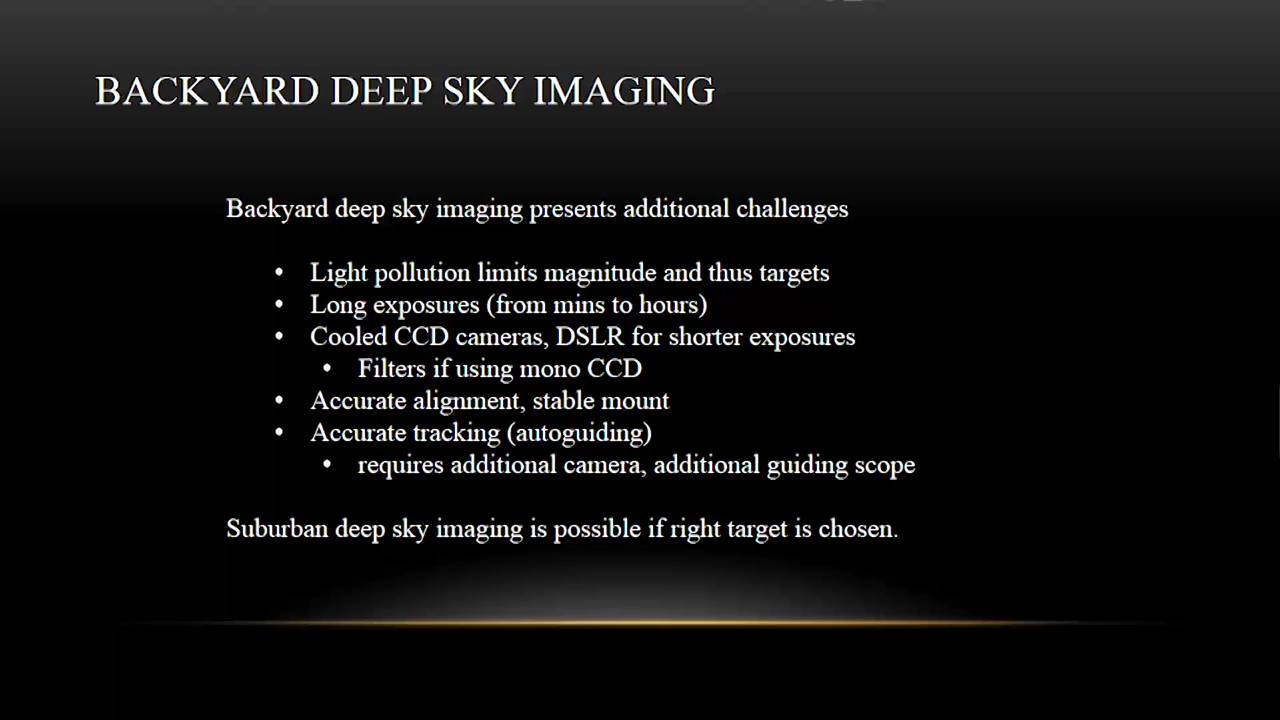 BACKYARD DEEP SKY IMAGING
Backyard deep sky imaging presents additional challenges
• Light pollution limits magnitude and thus targets
• Long exposures (from mins to hours)
• Cooled CCD cameras, DSLR for shorter exposures
• Filters if using mono CCD
• Accurate alignment, stable mount
• Accurate tracking (autoguiding)
• requires additional camera, additional guiding scope
Suburban deep sky imaging is possible if right target is chosen.